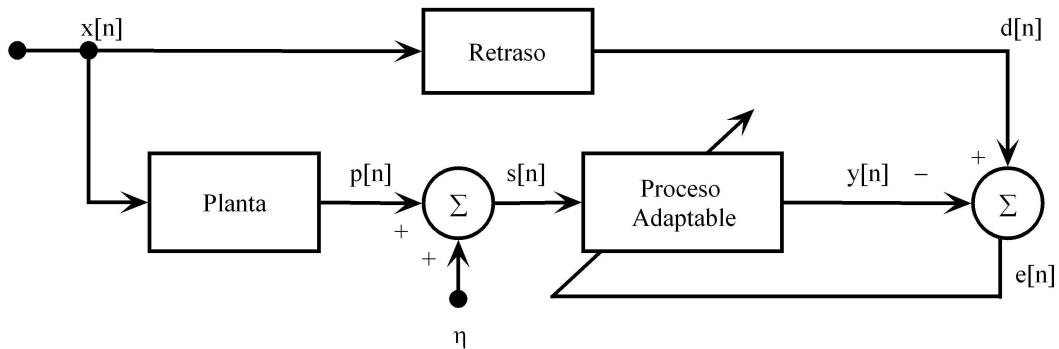 x[n]
Retraso
d[n]
Planta
p[n]
+
Σ
+
η
s[n]
Proceso
Adaptable
y[n]
−
+
Σ
e[n]